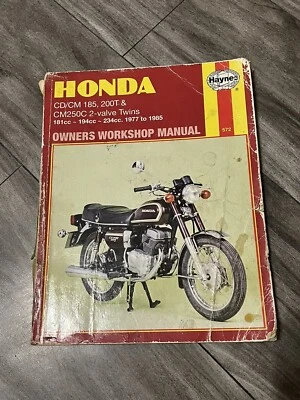 Haynes
HONDA
CD/CM 185, 200T &
CM250C 2-valve Twins
181cc - 194cc - 234cc. 1977 to 1985
OWNERS WORKSHOP MANUAL
572
HONDA